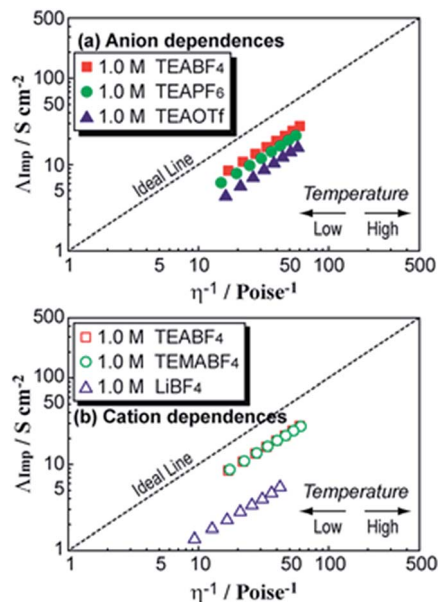 500
(a) Anion dependences
1.0 M TEABF4
1.0 M TEAPF6
1.0 M TEAOTf
100
50
ΛImp / S cm-2
10
5
1
Ideal Line
Temperature
Low High
1 5 10 50 100 500
η-1 / Poise-1
500
1.0 M TEABF4
1.0 M TEMABF4
1.0 M LiBF4
(b) Cation dependences
100
50
ΛImp / S cm-2
10
5
1
Ideal Line
Temperature
Low High
1 5 10 50 100 500
η-1 / Poise-1